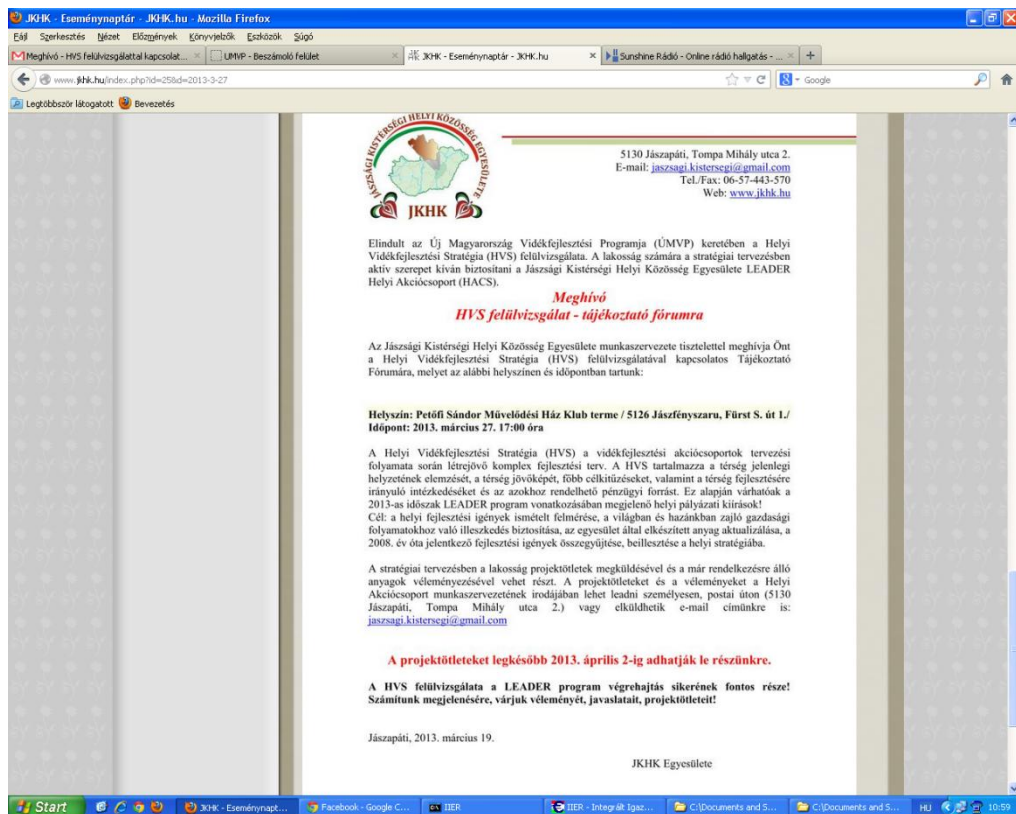 JKHK - Eseménynaptár - JKHK.hu - Mozilla Firefox
Fájl Szerkesztés Nézet Előzmények Könyvjelzők Eszközök Súgó
Meghívó - HVS felülvizsgálattal kapcsolat... UMVP - Beszámoló felület JKHK - Eseménynaptár - JKHK.hu Sunshine Rádió - Online rádió hallgatás - ...
www.jkhk.hu/index.php?id=25&d=2013-3-27 Google
Legtöbbször látogatott Bevezetés
JÁSZSÁGI KISTÉRSÉGI HELYI KÖZÖSSÉG EGYESÜLETE
JKHK
5130 Jászapáti, Tompa Mihály utca 2.
E-mail: jaszsagi.kistersegi@gmail.com
Tel./Fax: 06-57-443-570
Web: www.jkhk.hu
Elindult az Új Magyarország Vidékfejlesztési Programja (ÚMVP) keretében a Helyi
Vidékfejlesztési Stratégia (HVS) felülvizsgálata. A lakosság számára a stratégiai tervezésben
aktív szerepet kíván biztosítani a Jászsági Kistérségi Helyi Közösség Egyesülete LEADER
Helyi Akciócsoport (HACS).
Meghívó
HVS felülvizsgálat - tájékoztató fórumra
Az Jászsági Kistérségi Helyi Közösség Egyesülete munkaszervezete tisztelettel meghívja Önt
a Helyi Vidékfejlesztési Stratégia (HVS) felülvizsgálatával kapcsolatos Tájékoztató
Fórumára, melyet az alábbi helyszínen és időpontban tartunk:
Helyszín: Petőfi Sándor Művelődési Ház Klub terme / 5126 Jászfényszaru, Fürst S. út 1./
Időpont: 2013. március 27. 17:00 óra
A Helyi Vidékfejlesztési Stratégia (HVS) a vidékfejlesztési akciócsoportok tervezési
folyamata során létrejövő komplex fejlesztési terv. A HVS tartalmazza a térség jelenlegi
helyzetének elemzését, a térség jövőképét, főbb célkitűzéseket, valamint a térség fejlesztésére
irányuló intézkedéséket és az azokhoz rendelhető pénzügyi forrást. Ez alapján várhatóak a
2013-as időszak LEADER program vonatkozásában megjelenő helyi pályázati kiírások!
Cél: a helyi fejlesztési igények ismételt felmérése, a világban és hazánkban zajló gazdasági
folyamatokhoz való illeszkedés biztosítása, az egyesület által elkészített anyag aktualizálása, a
2008. év óta jelentkező fejlesztési igények összegyűjtése, beillesztése a helyi stratégiába.
A stratégiai tervezésben a lakosság projektötletek megküldésével és a már rendelkezésre álló
anyagok véleményezésével vehet részt. A projektötleteket és a véleményeket a Helyi
Akciócsoport munkaszervezetének irodájában lehet leadni személyesen, postai úton (5130
Jászapáti, Tompa Mihály utca 2.) vagy elküldhetik e-mail címünkre is:
jaszsagi.kistersegi@gmail.com
A projektötleteket legkésőbb 2013. április 2-ig adhatják le részünkre.
A HVS felülvizsgálata a LEADER program végrehajtás sikerének fontos része!
Számítunk megjelenésére, várjuk véleményét, javaslatait, projektötleteit!
Jászapáti, 2013. március 19.
JKHK Egyesülete
Start JKHK - Eseménynapt... Facebook - Google C... IIER IIER - Integrált Igaz... C:\Documents and S... C:\Documents and S... HU 10:59